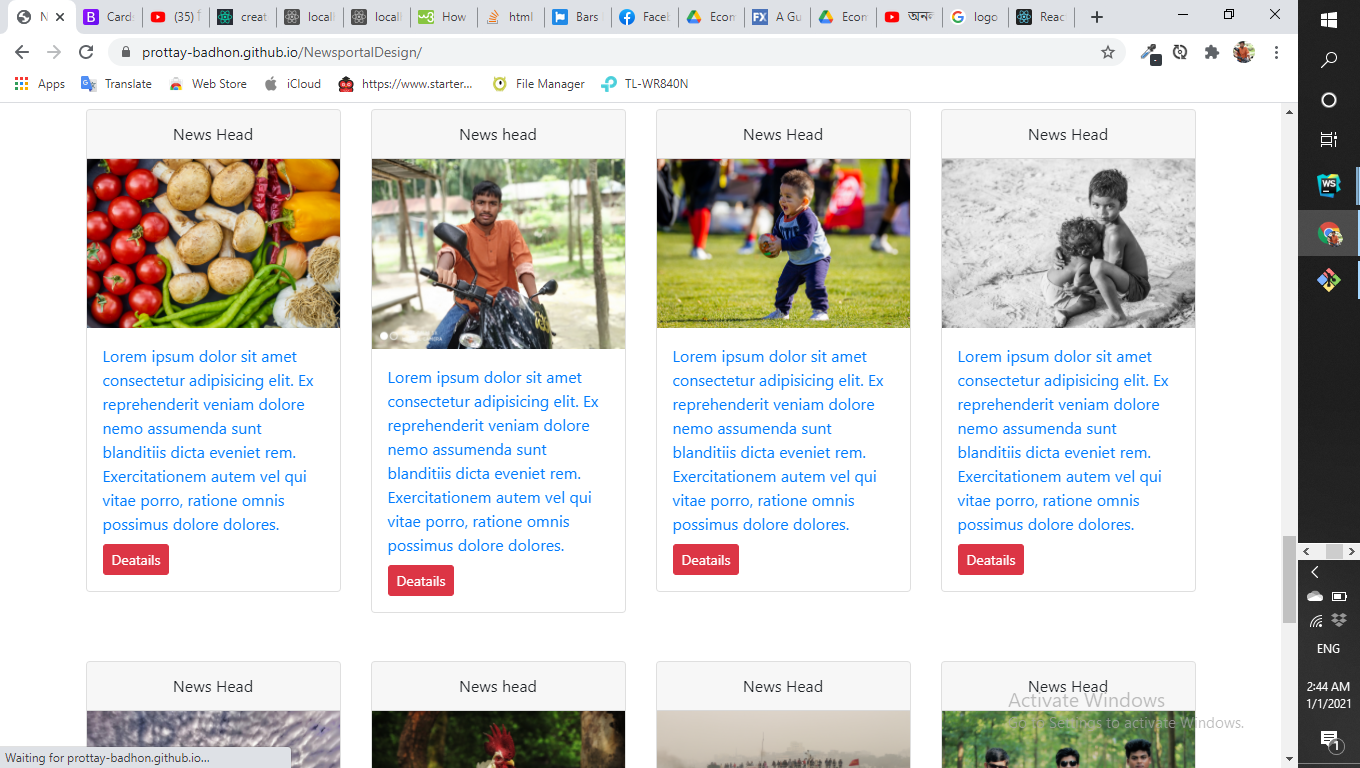 N
Cards
(35) f
creat
locall
locali
How
html
Bars
Facel
Econ
A Gu
Econ
অনন
logo
Reac
prottay-badhon.github.io/NewsportalDesign/
Apps
Translate
Web Store
iCloud
https://www.starter...
File Manager
TL-WR840N
News Head
News head
News Head
News Head
Lorem ipsum dolor sit amet
consectetur adipisicing elit. Ex
reprehenderit veniam dolore
nemo assumenda sunt
blanditiis dicta eveniet rem.
Exercitationem autem vel qui
vitae porro, ratione omnis
possimus dolore dolores.
Deatails
Lorem ipsum dolor sit amet
consectetur adipisicing elit. Ex
reprehenderit veniam dolore
nemo assumenda sunt
blanditiis dicta eveniet rem.
Exercitationem autem vel qui
vitae porro, ratione omnis
possimus dolore dolores.
Deatails
Lorem ipsum dolor sit amet
consectetur adipisicing elit. Ex
reprehenderit veniam dolore
nemo assumenda sunt
blanditiis dicta eveniet rem.
Exercitationem autem vel qui
vitae porro, ratione omnis
possimus dolore dolores.
Deatails
Lorem ipsum dolor sit amet
consectetur adipisicing elit. Ex
reprehenderit veniam dolore
nemo assumenda sunt
blanditiis dicta eveniet rem.
Exercitationem autem vel qui
vitae porro, ratione omnis
possimus dolore dolores.
Deatails
News Head
News head
News Head
News Head
Activate Windows
Go to Settings to activate Windows.
Waiting for prottay-badhon.github.io...
WS
ENG
2:44 AM
1/1/2021
1